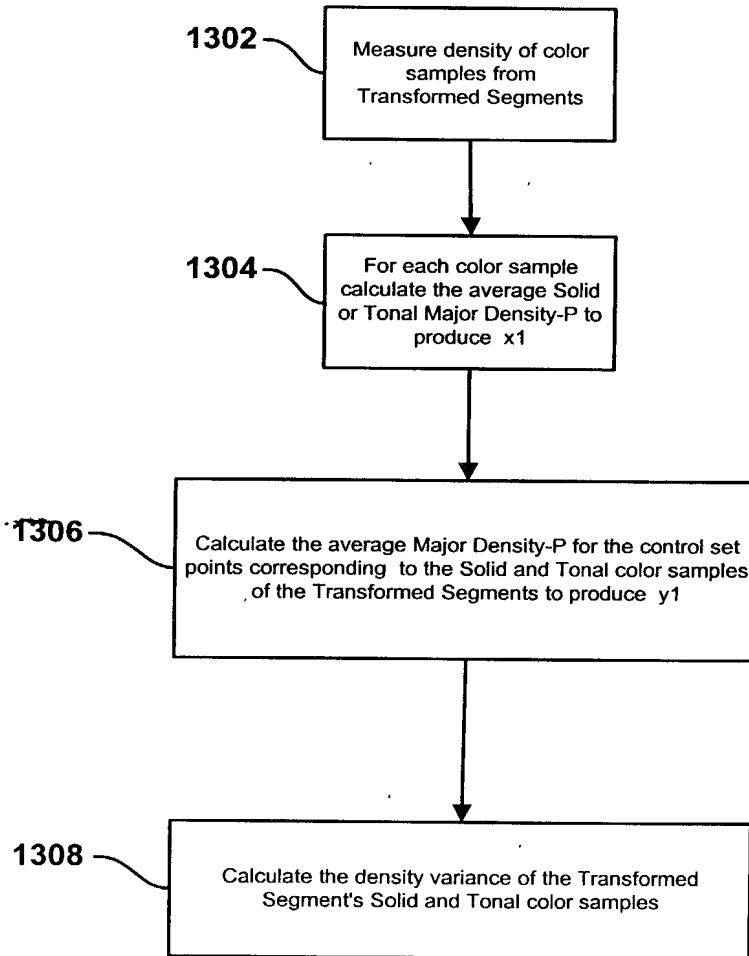 1302
Measure density of color
samples from
Transformed Segments
1304
For each color sample
calculate the average Solid
or Tonal Major Density-P to
produce x1
1306
Calculate the average Major Density-P for the control set
points corresponding to the Solid and Tonal color samples
of the Transformed Segments to produce y1
1308
Calculate the density variance of the Transformed
Segment's Solid and Tonal color samples